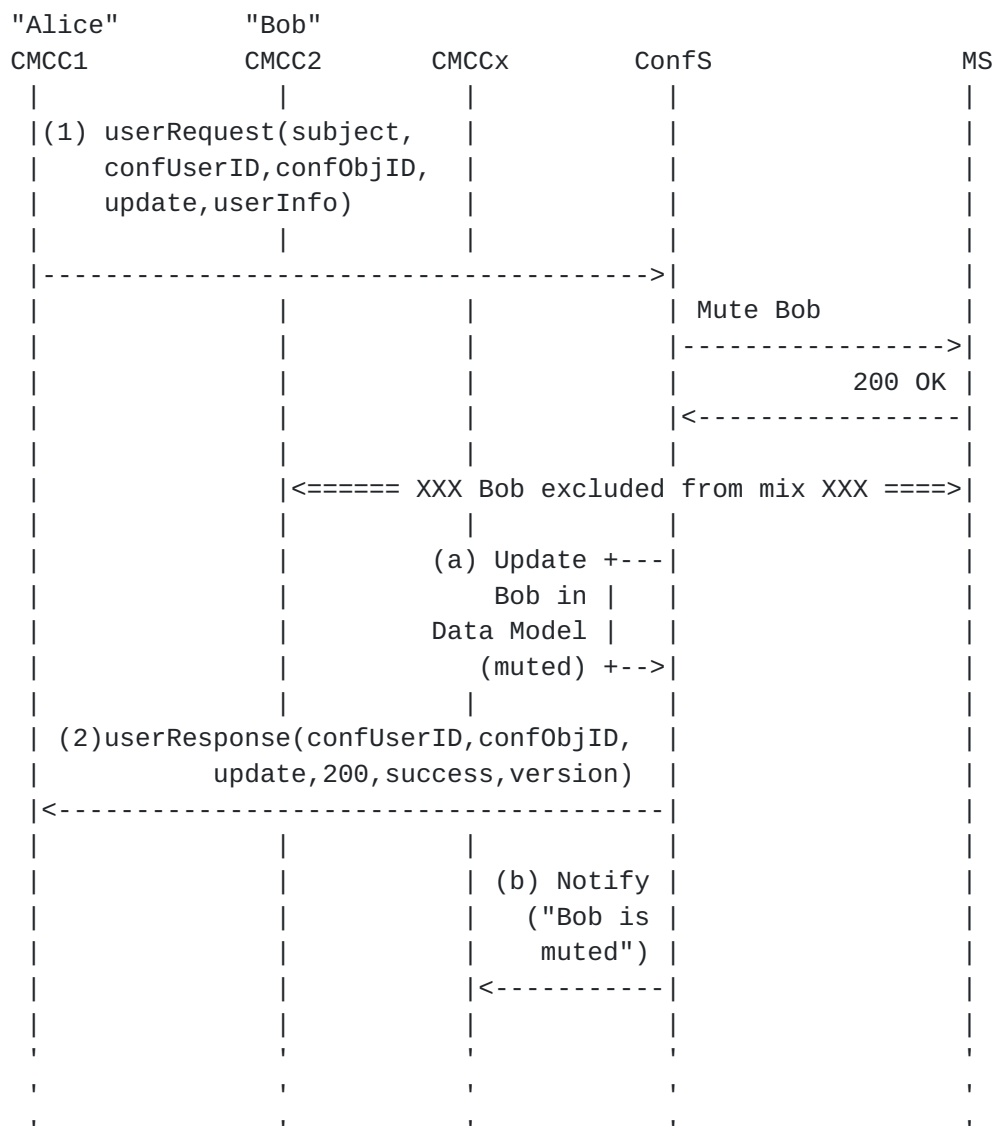 "Alice"        "Bob"
CMCC1          CMCC2       CMCCx        ConfS                MS
(1) userRequest(subject,
confUserID,confObjID,
update,userInfo)
Mute Bob
200 OK
XXX Bob excluded from mix XXX
(a) Update
Bob in
Data Model
(muted)
(2)userResponse(confUserID,confObjID,
update,200,success,version)
(b) Notify
("Bob is
muted")